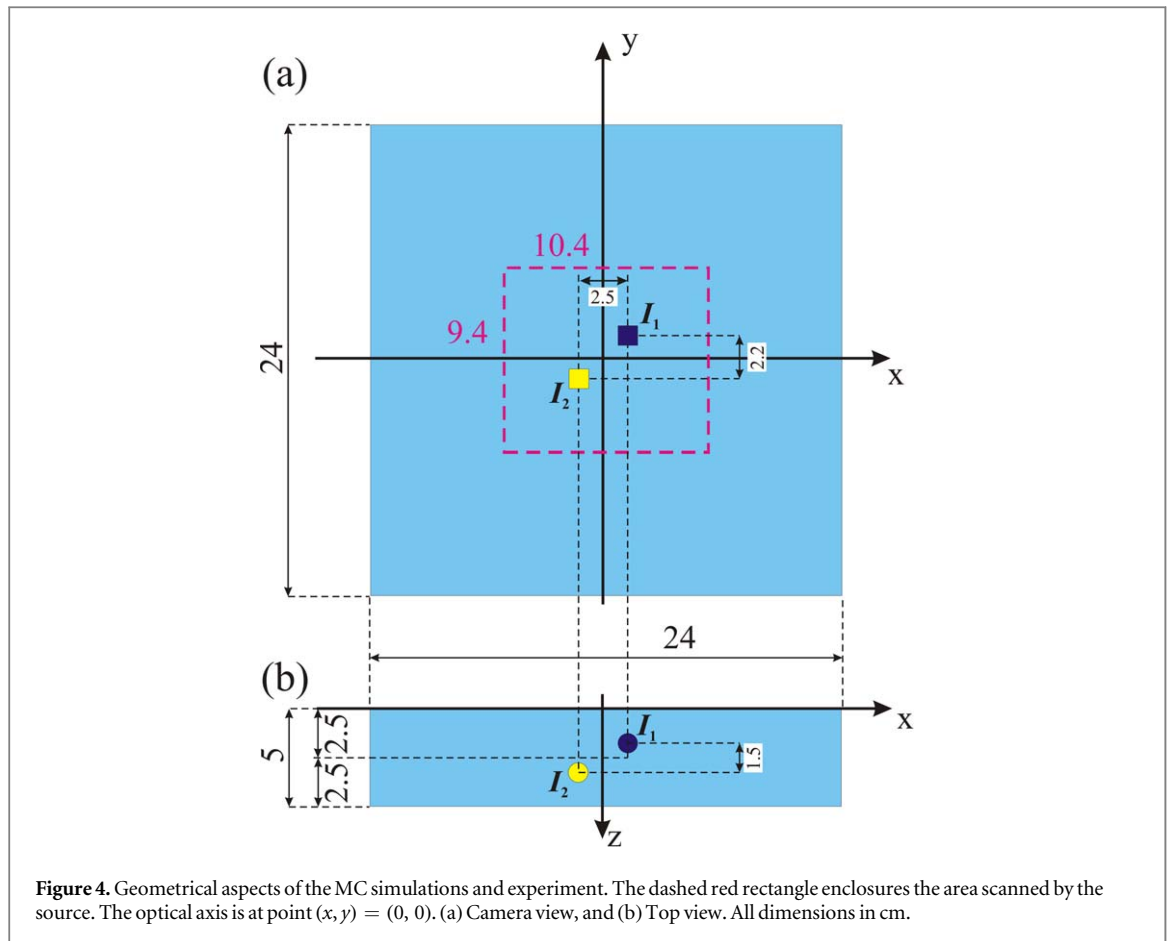 (a)
y
10.4
2.5
I₁
9.4
24
2.2
x
I₂
24
(b)
x
2.5
I₁
5
1.5
2.5
I₂
z
Figure 4. Geometrical aspects of the MC simulations and experiment. The dashed red rectangle enclosures the area scanned by the
source. The optical axis is at point (x, y) = (0, 0). (a) Camera view, and (b) Top view. All dimensions in cm.